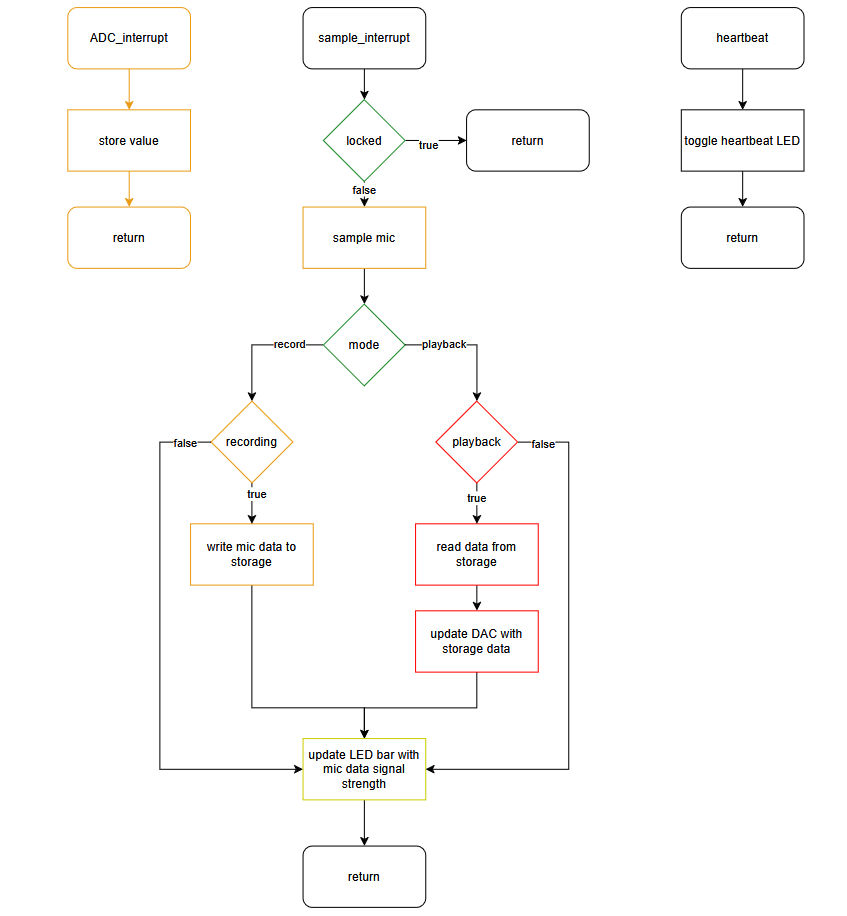 ADC_interrupt
sample_interrupt
heartbeat
store value
locked
true
return
toggle heartbeat LED
false
return
sample mic
return
record
mode
playback
false
recording
playback
false
true
true
write mic data to
storage
read data from
storage
update DAC with
storage data
update LED bar with
mic data signal
strength
return